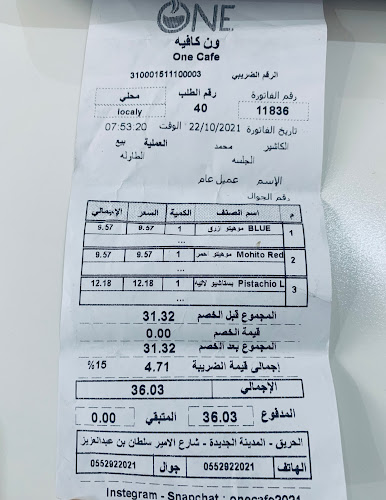 ONE
ون كافيه
One Cafe
الرقم الضريبي 310001511100003
رقم الفاتورة رقم الطلب محلي
11836 40 localy
تاريخ الفاتورة 22/10/2021 الوقت 07:53:20
الكاشير محمد العملية بيع
الجلسه الطاوله
الإسم عميل عام
رقم الجوال
م اسم الصنف الكمية السعر الإجمالي
1 BLUE موهيتو ازرق 1 9.57 9.57
...
2 Mohito Red موهيتو احمر 1 9.57 9.57
...
3 Pistachio L بستاشيو لاتيه 1 12.18 12.18
...
المجموع قبل الخصم 31.32
قيمة الخصم 0.00
المجموع بعد الخصم 31.32
إجمالي قيمة الضريبة 4.71 15%
الإجمالي 36.03
المدفوع 36.03 المتبقي 0.00
الحريق - المدينة الجديدة - شارع الامير سلطان بن عبدالعزيز
الهاتف 0552922021 جوال 0552922021
Instegram - Snapchat : onecafe2021